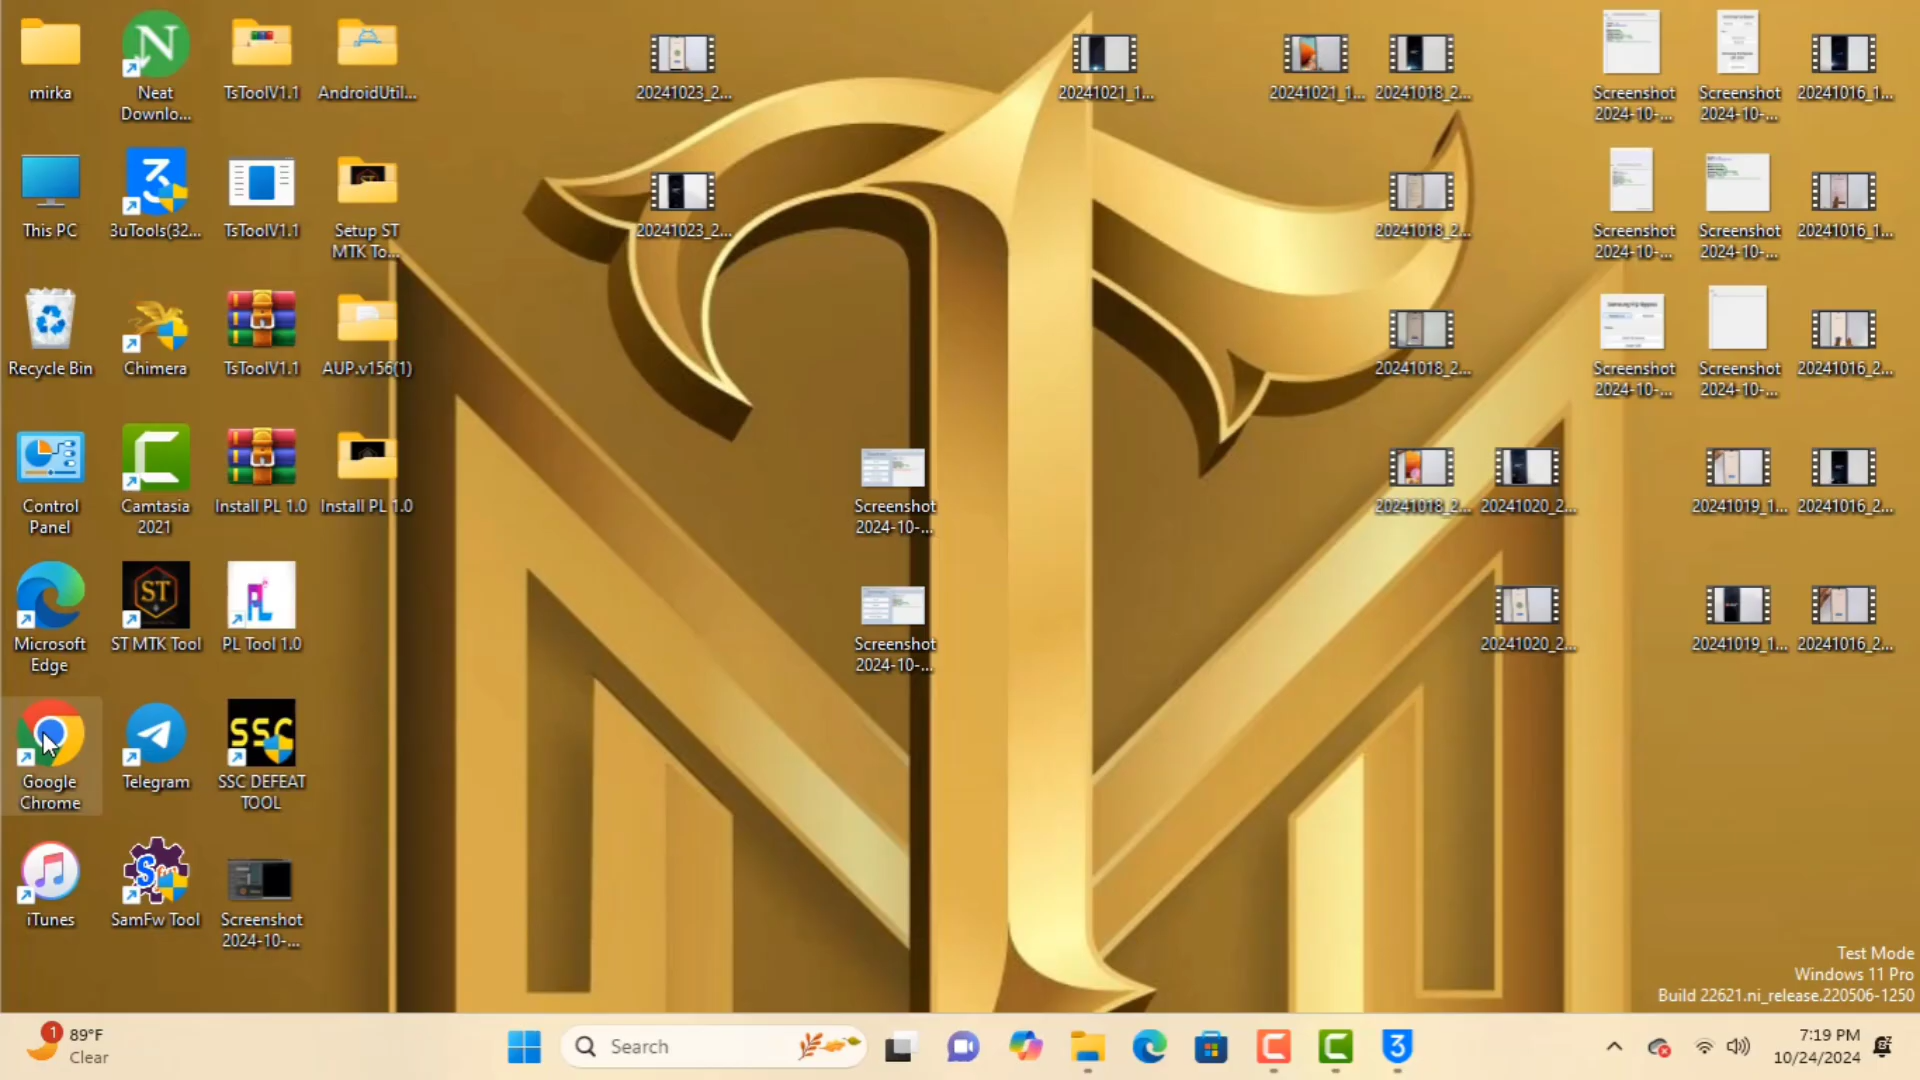 mirka
Neat
Downlo...
TsToolV1.1
AndroidUtil...
20241023_2...
20241021_1...
20241021_1...
20241018_2...
Screenshot
2024-10-...
Screenshot
2024-10-...
20241016_1...
This PC
3uTools(32...
TsToolV1.1
Setup ST
MTK To...
20241023_2...
20241018_2...
Screenshot
2024-10-...
Screenshot
2024-10-...
20241016_1...
Recycle Bin
Chimera
TsToolV1.1
AUP.v156(1)
20241018_2...
Screenshot
2024-10-...
Screenshot
2024-10-...
20241016_2...
Control
Panel
Camtasia
2021
Install PL 1.0
Install PL 1.0
Screenshot
2024-10-...
20241018_2...
20241020_2...
20241019_1...
20241016_2...
Microsoft
Edge
ST
ST MTK Tool
PL
PL Tool 1.0
Screenshot
2024-10-...
20241020_2...
20241019_1...
20241016_2...
Google
Chrome
Telegram
SSC
SSC DEFEAT
TOOL
iTunes
SamFw Tool
Screenshot
2024-10-...
Test Mode
Windows 11 Pro
Build 22621.ni_release.220506-1250
1
89°F
Clear
Search
7:19 PM
10/24/2024